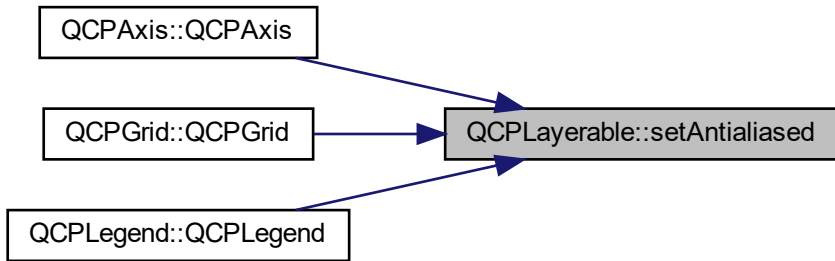 QCPAxis::QCPAxis
QCPGrid::QCPGrid
QCPLayerable::setAntialiased
QCPLegend::QCPLegend